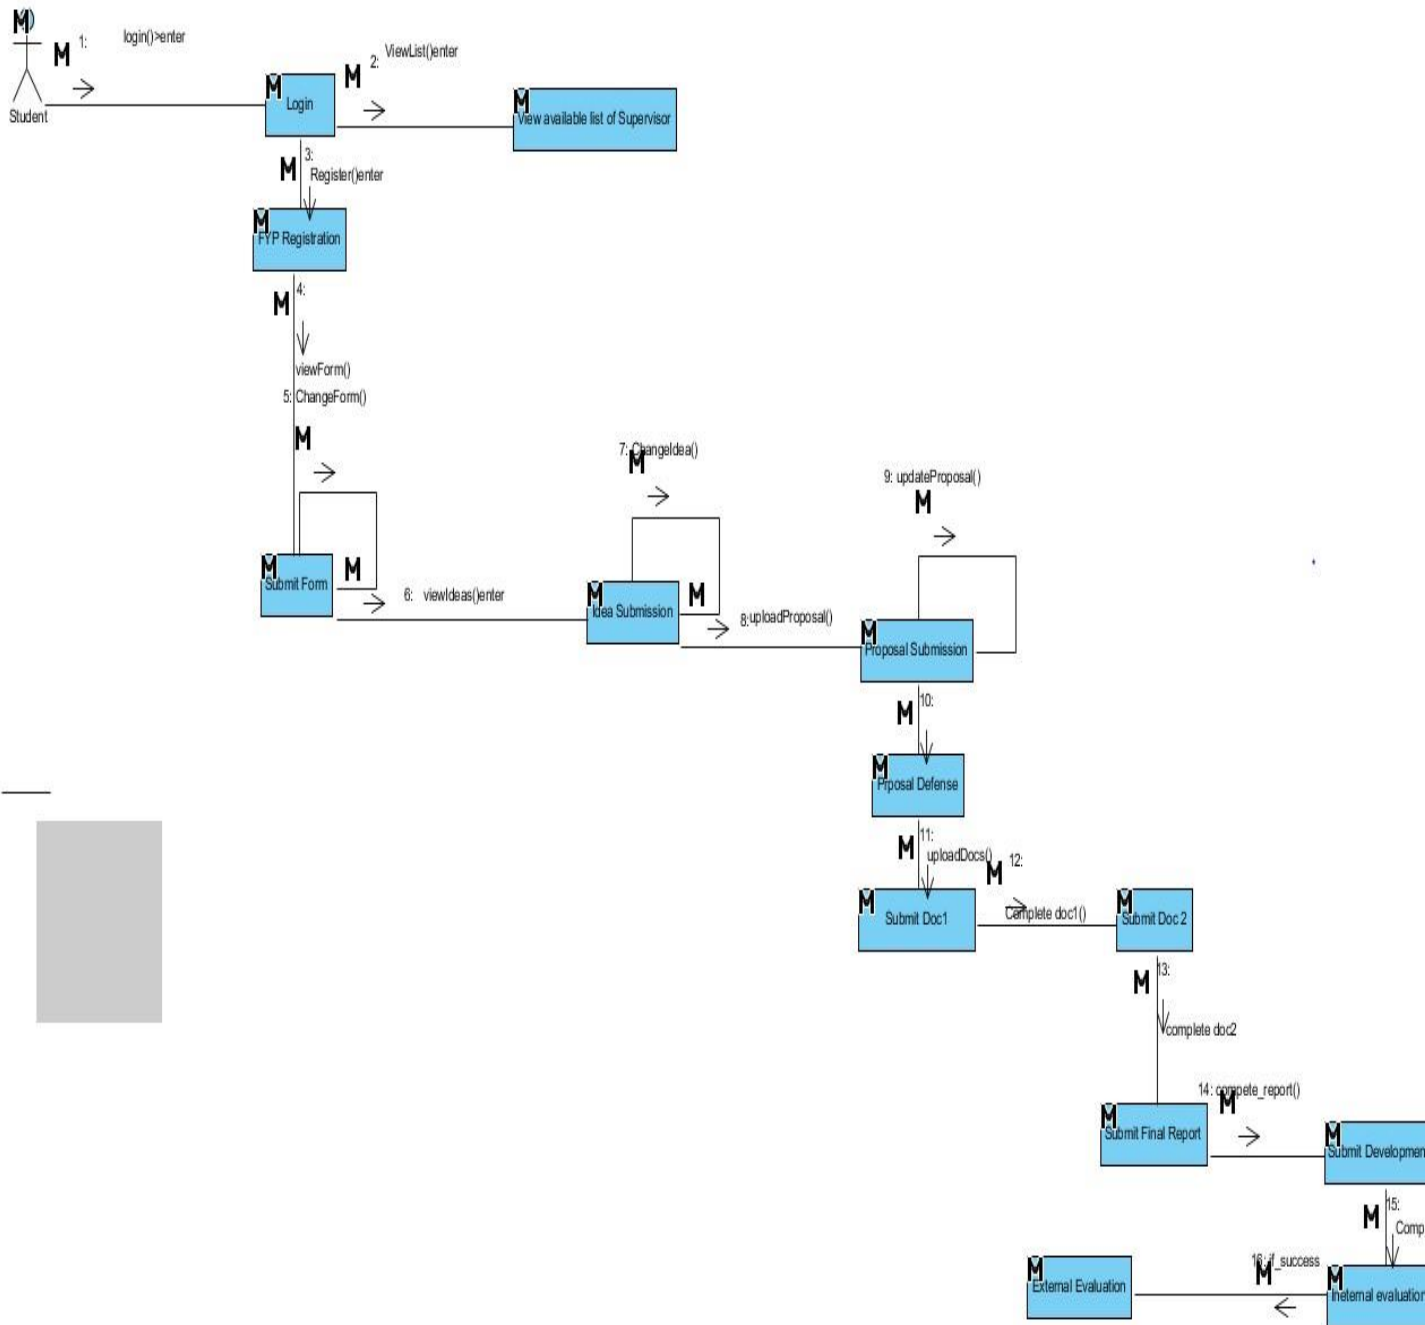 M
1:
login()>enter
M
Student
M
2:
ViewList()enter
M
Login
M
View available list of Supervisor
3:
M
Register()enter
M
FYP Registration
4:
M
viewForm()
5: ChangeForm()
M
M
Submit Form
M
6: viewIdeas()enter
7: ChangeIdea()
M
M
Idea Submission
M
8:uploadProposal()
9: updateProposal()
M
M
Proposal Submission
10:
M
M
Prposal Defense
11:
M
uploadDocs()
12:
M
M
Submit Doc1
Complete doc1()
M
Submit Doc 2
13:
M
complete doc2
14: compete_report()
M
M
Submit Final Report
M
Submit Developmen
15:
M
Comp
16: if_success
M
M
External Evaluation
M
Ineternal evaluation